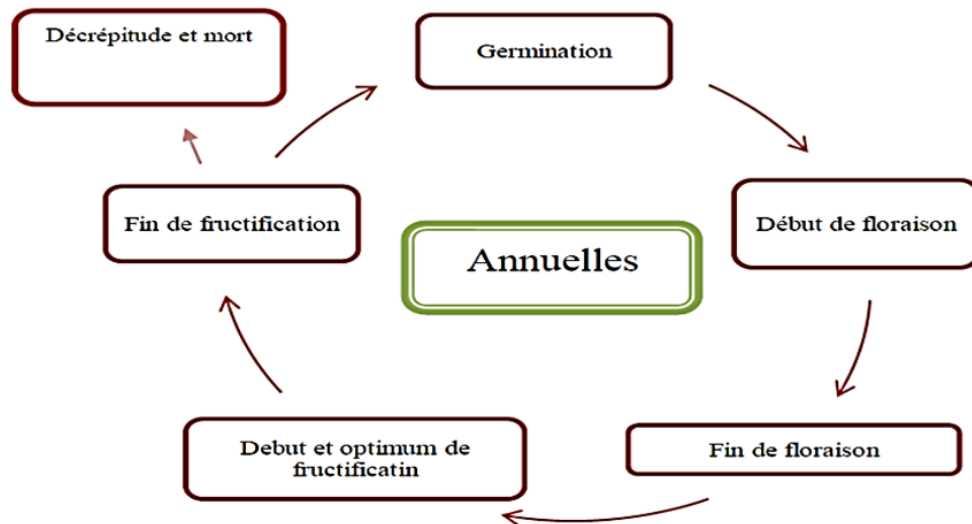 Décrépitude et mort
Germination
Fin de fructification
Début de floraison
Annuelles
Debut et optimum de
fructificatin
Fin de floraison